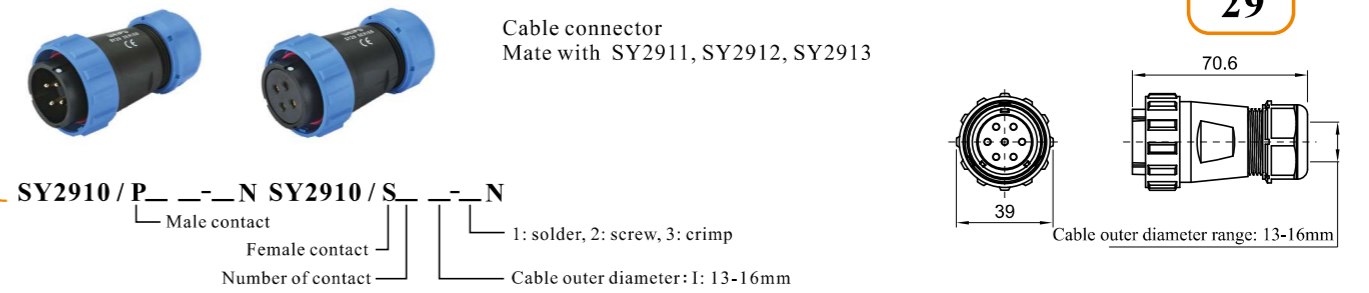 Cable connector
Mate with SY2911, SY2912, SY2913
29
70.6
39
Cable outer diameter range: 13-16mm
SY2910 / P__ __-__ N SY2910 / S__ __-__ N
Male contact
Female contact
Number of contact
1: solder, 2: screw, 3: crimp
Cable outer diameter: I: 13-16mm